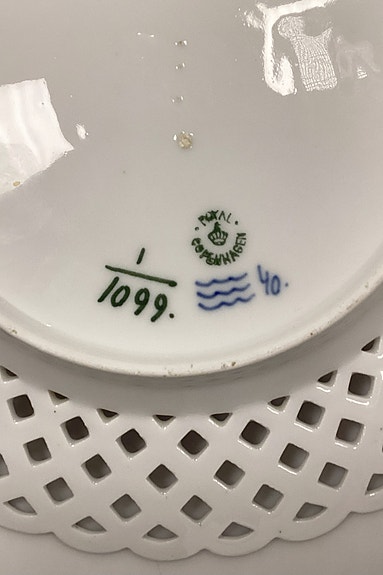 ROYAL
COPENHAGEN
1
1099.
40.